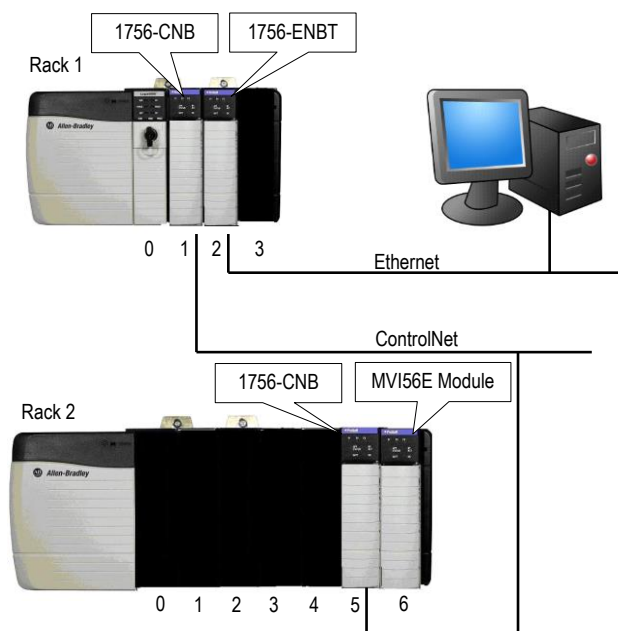 1756-CNB 1756-ENBT
Rack 1
Allen-Bradley
0 1 2 3
Ethernet
ControlNet
1756-CNB MVI56E Module
Rack 2
Allen-Bradley
0 1 2 3 4 5 6